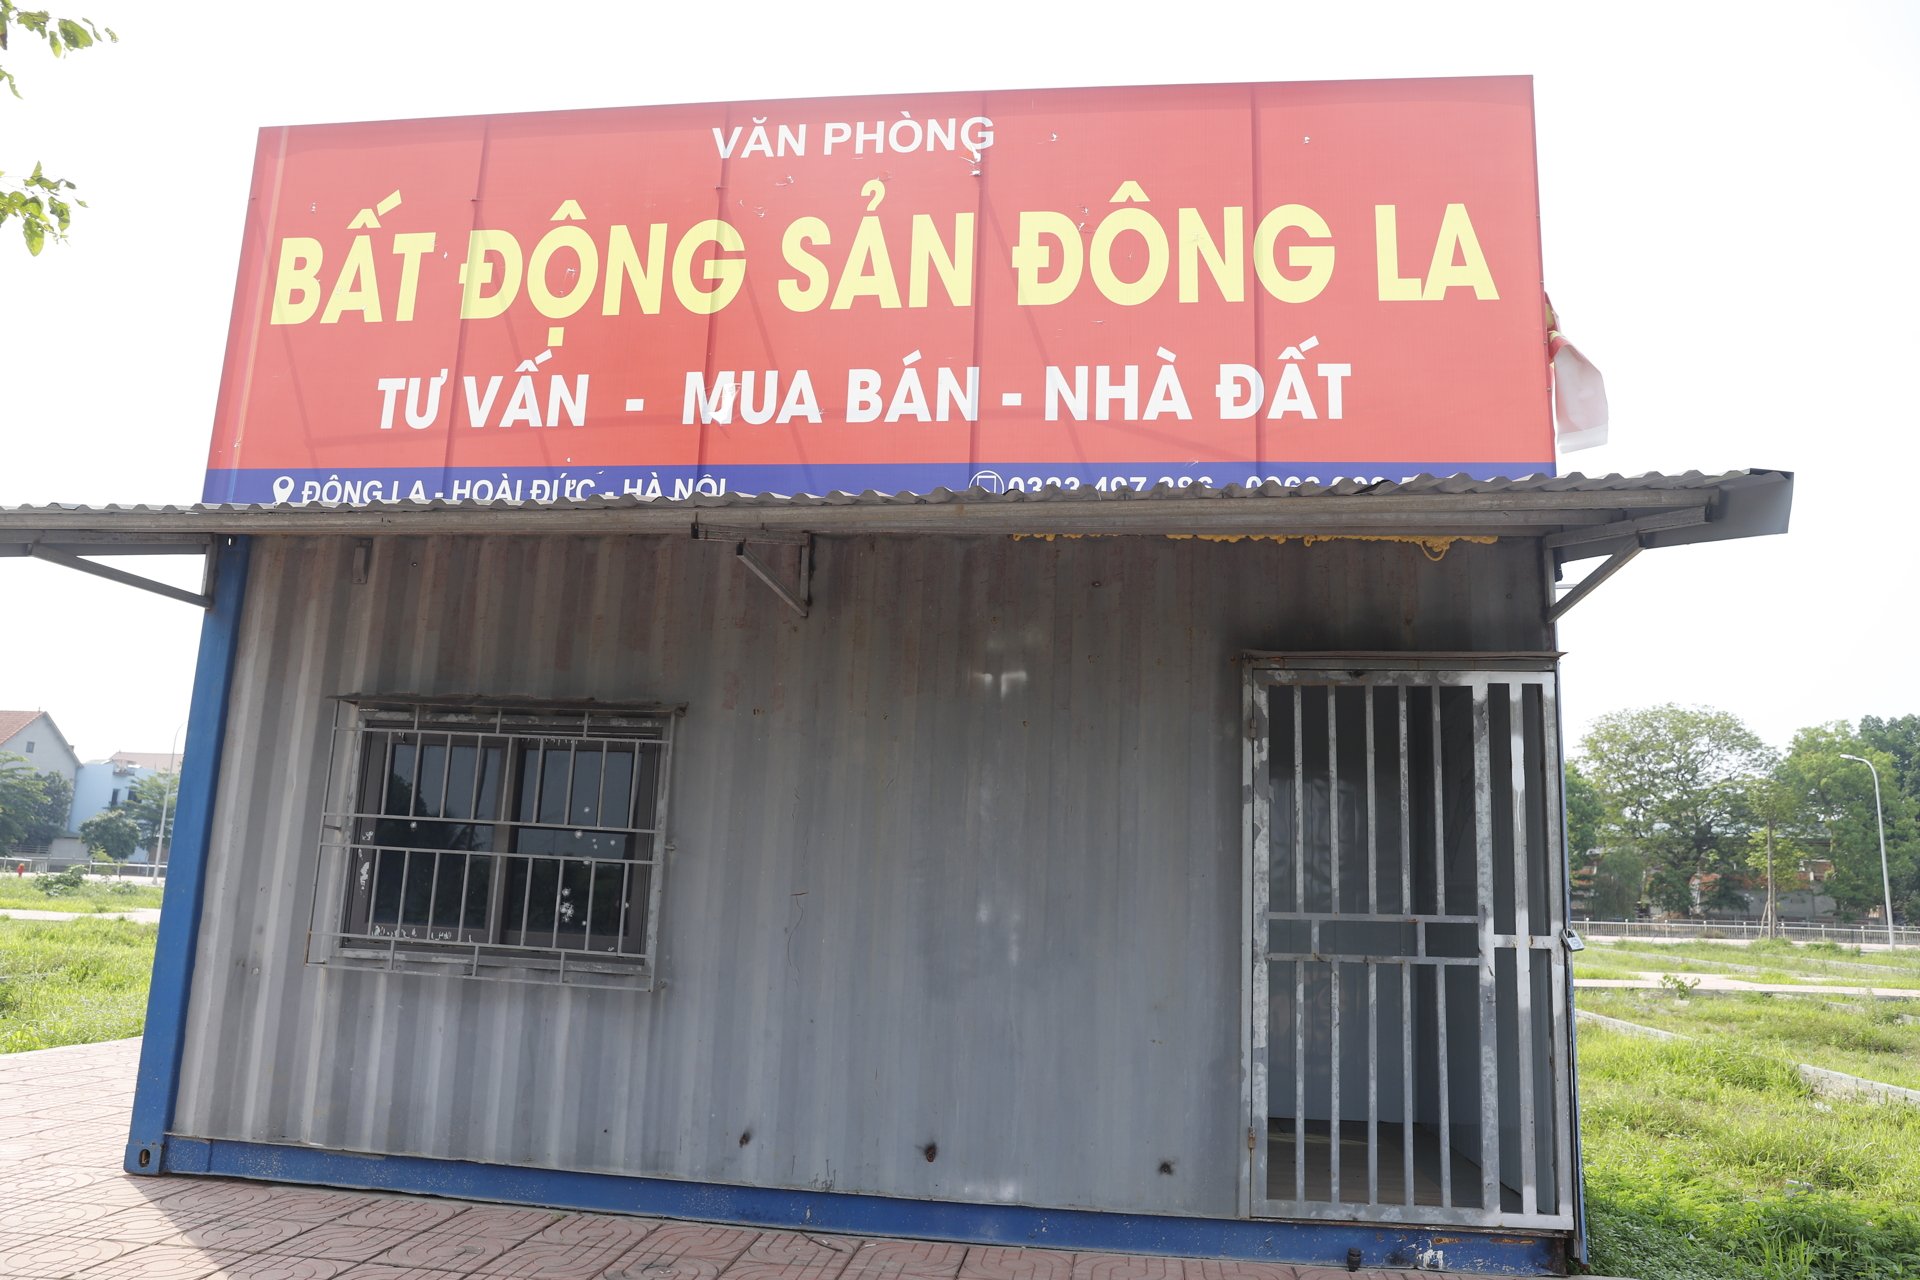 VĂN PHÒNG
BẤT ĐỘNG SẢN ĐÔNG LA
TƯ VẤN - MUA BÁN - NHÀ ĐẤT
ĐÔNG LA - HOÀI ĐỨC - HÀ NỘI